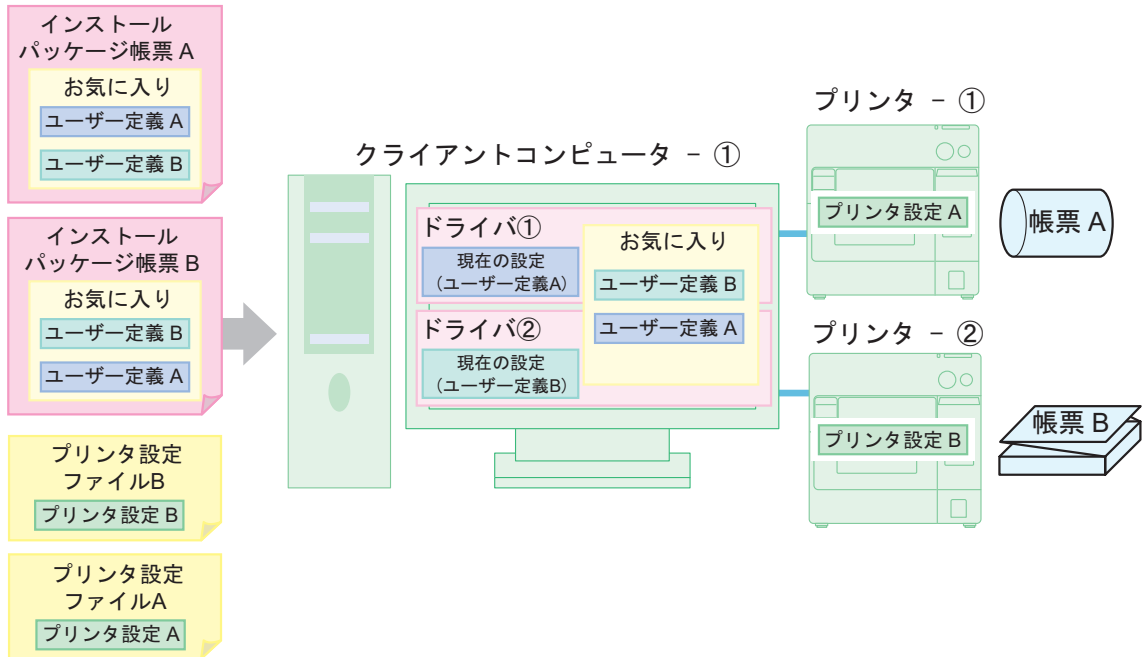 インストール
パッケージ帳票 A
お気に入り
ユーザー定義 A
ユーザー定義 B
インストール
パッケージ帳票 B
お気に入り
ユーザー定義 B
ユーザー定義 A
プリンタ設定
ファイルB
プリンタ設定 B
プリンタ設定
ファイルA
プリンタ設定 A
クライアントコンピュータ － ①
ドライバ①
現在の設定
（ユーザー定義A）
ドライバ②
現在の設定
（ユーザー定義B）
お気に入り
ユーザー定義 B
ユーザー定義 A
プリンタ － ①
プリンタ設定 A
帳票 A
プリンタ － ②
プリンタ設定 B
帳票 B